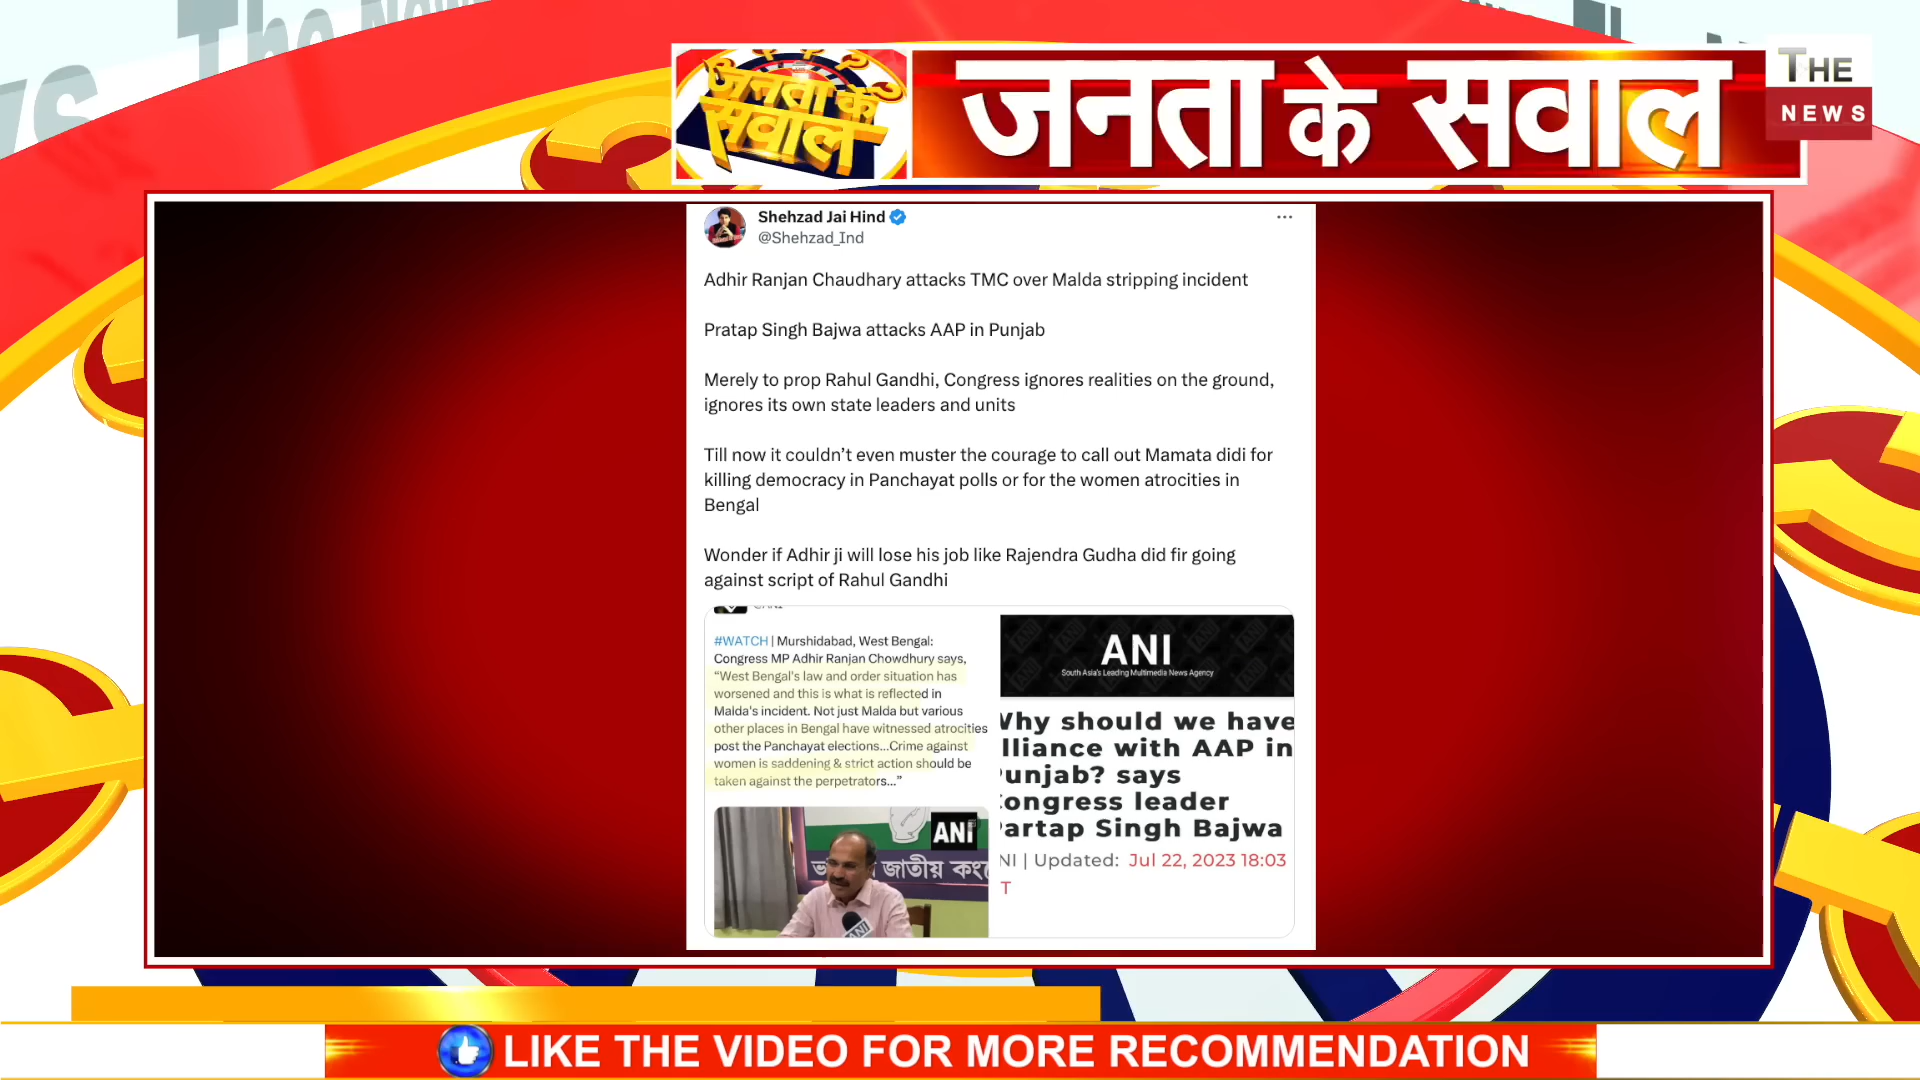 The News
The
जनता के
सवाल
जनता के सवाल
THE
NEWS
Shehzad Jai Hind
@Shehzad_Ind
Adhir Ranjan Chaudhary attacks TMC over Malda stripping incident
Pratap Singh Bajwa attacks AAP in Punjab
Merely to prop Rahul Gandhi, Congress ignores realities on the ground,
ignores its own state leaders and units
Till now it couldn’t even muster the courage to call out Mamata didi for
killing democracy in Panchayat polls or for the women atrocities in
Bengal
Wonder if Adhir ji will lose his job like Rajendra Gudha did fir going
against script of Rahul Gandhi
#WATCH | Murshidabad, West Bengal:
Congress MP Adhir Ranjan Chowdhury says,
“West Bengal's law and order situation has
worsened and this is what is reflected in
Malda's incident. Not just Malda but various
other places in Bengal have witnessed atrocities
post the Panchayat elections...Crime against
women is saddening & strict action should be
taken against the perpetrators...”
ANI
জাতীয় কংগ
ANI
ANI
South Asia's Leading Multimedia News Agency
Why should we have
lliance with AAP in
unjab? says
ongress leader
artap Singh Bajwa
NI | Updated: Jul 22, 2023 18:03
T
LIKE THE VIDEO FOR MORE RECOMMENDATION